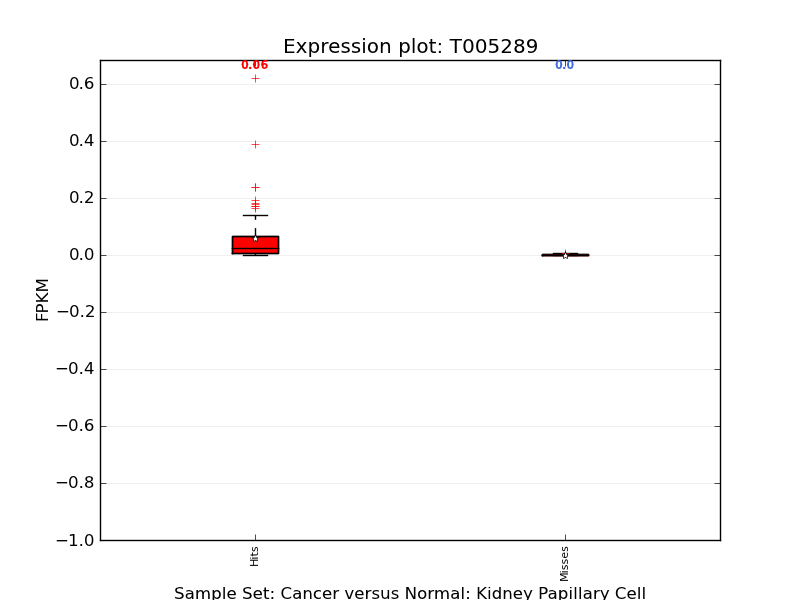 Expression plot: T005289
0.06
0.0
0.6
0.4
0.2
0.0
−0.2
−0.4
−0.6
−0.8
−1.0
FPKM
Hits
Misses
Sample Set: Cancer versus Normal: Kidney Papillary Cell